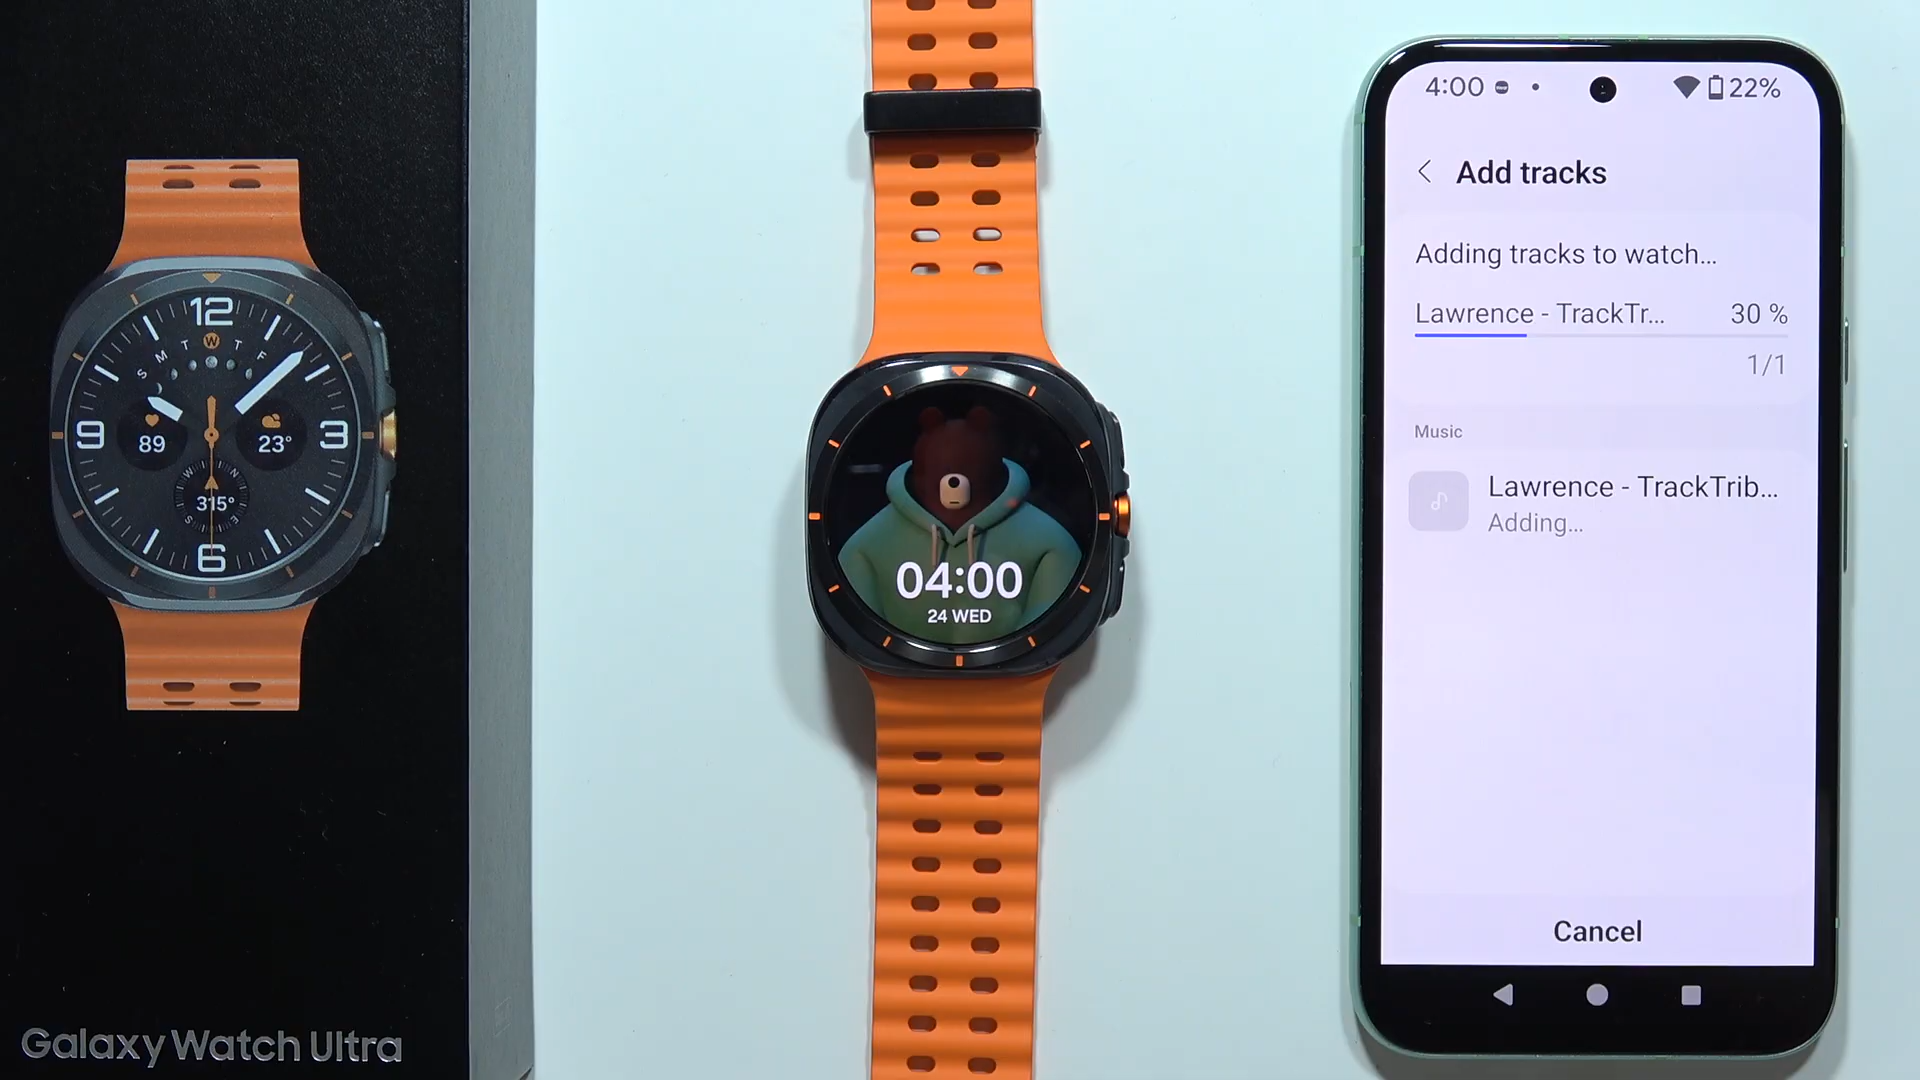 12
S M T W T F
9
3
89
23°
W N
315°
S E
6
Galaxy Watch Ultra
04:00
24 WED
4:00
22%
Add tracks
Adding tracks to watch...
Lawrence - TrackTr... 30 %
1/1
Music
Lawrence - TrackTrib...
Adding...
Cancel